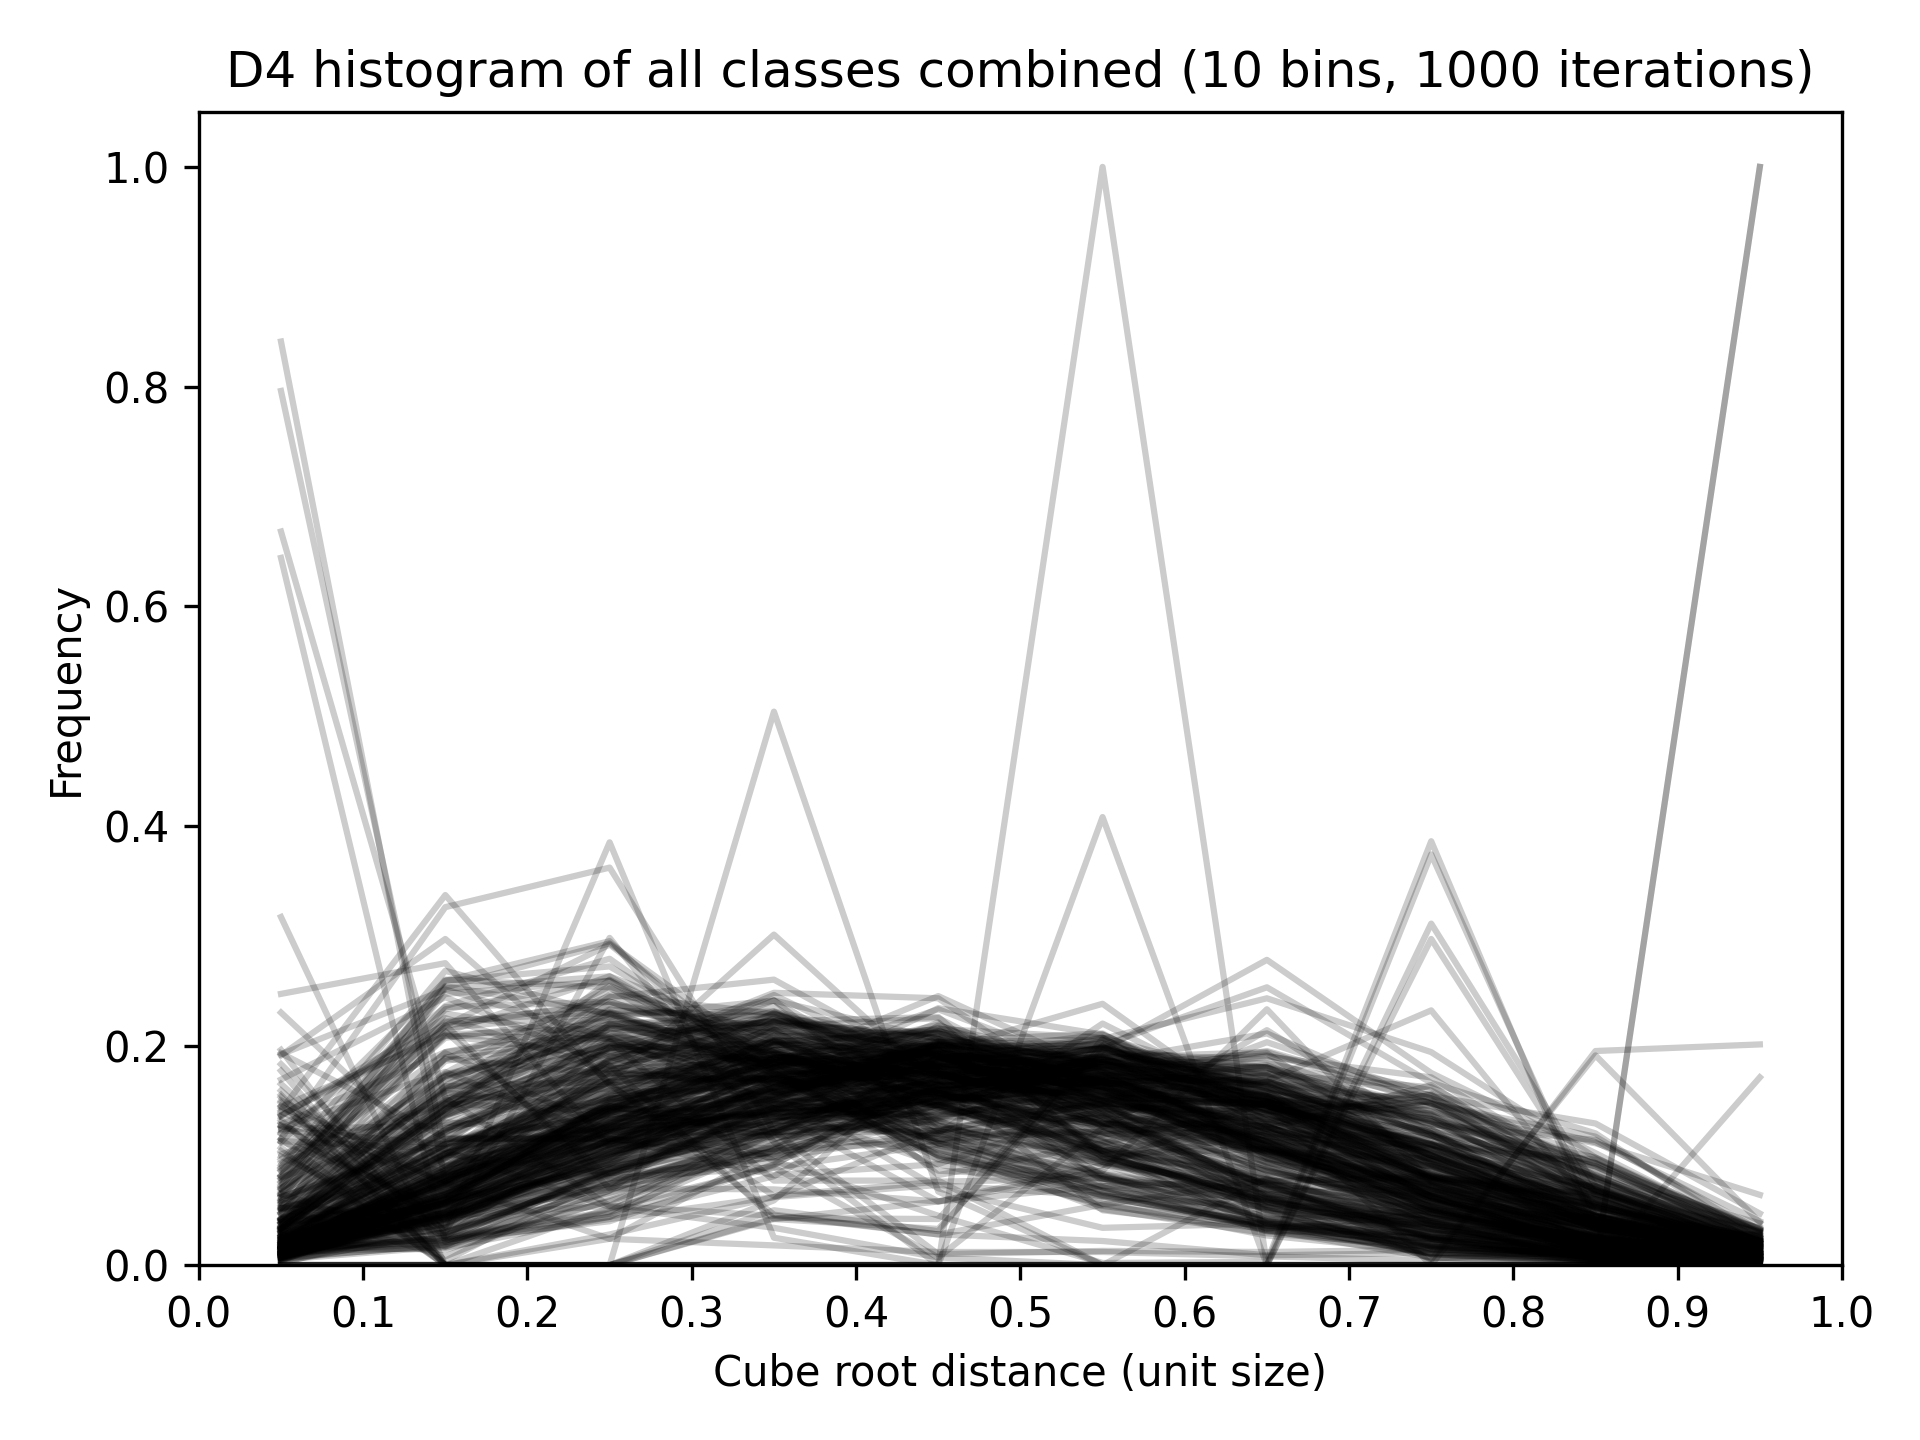 D4 histogram of all classes combined (10 bins, 1000 iterations)
1.0
0.8
0.6
0.4
0.2
0.0
Frequency
0.0 0.1 0.2 0.3 0.4 0.5 0.6 0.7 0.8 0.9 1.0
Cube root distance (unit size)